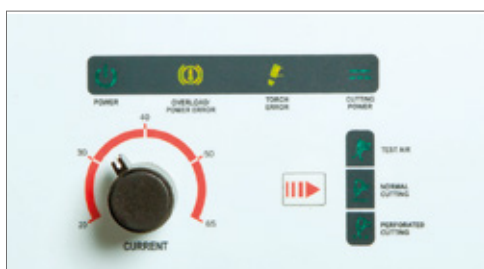 POWER
OVERLOAD/
POWER ERROR
TORCH
ERROR
CUTTING
POWER
40
30
50
20
65
CURRENT
TEST AIR
NORMAL
CUTTING
PERFORATED
CUTTING